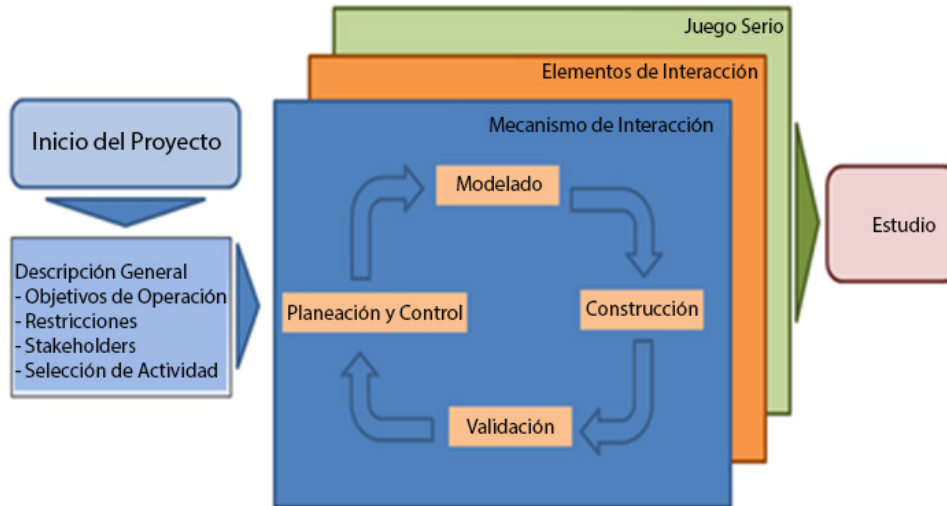 Juego Serio
Elementos de Interacción
Mecanismo de Interacción
Inicio del Proyecto
Descripción General
- Objetivos de Operación
- Restricciones
- Stakeholders
- Selección de Actividad
Modelado
Planeación y Control
Construcción
Validación
Estudio